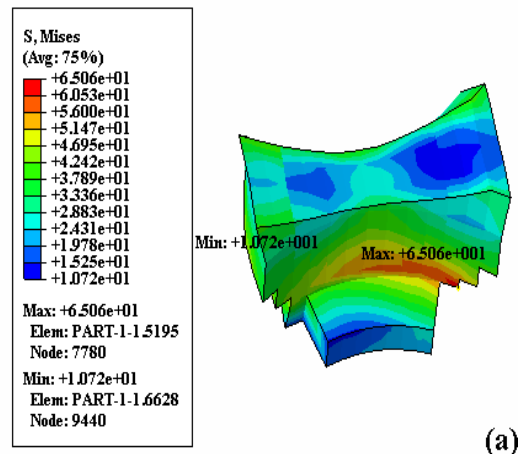 S, Mises
(Avg: 75%)
+6.506e+01
+6.053e+01
+5.600e+01
+5.147e+01
+4.695e+01
+4.242e+01
+3.789e+01
+3.336e+01
+2.883e+01
+2.431e+01
+1.978e+01
+1.525e+01
+1.072e+01
Max: +6.506e+01
Elem: PART-1-1.5195
Node: 7780
Min: +1.072e+01
Elem: PART-1-1.6628
Node: 9440
Min: +1.072e+001
Max: +6.506e+001
(a)